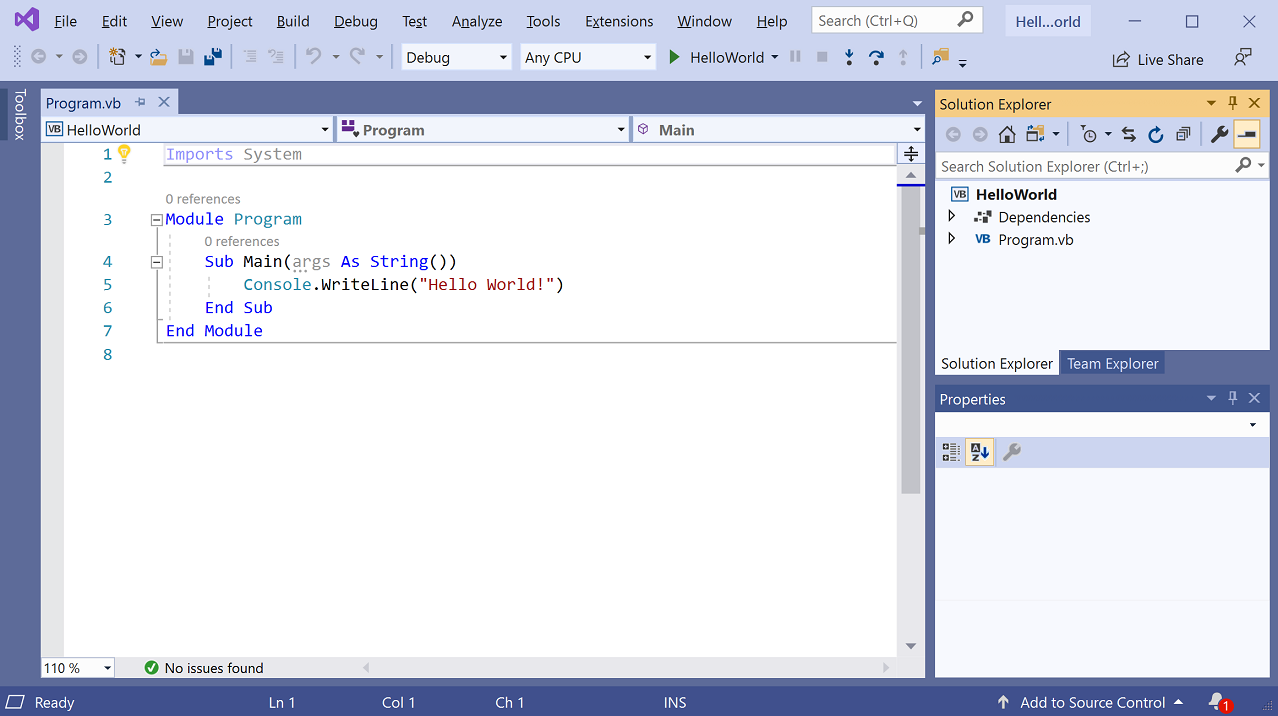 File Edit View Project Build Debug Test Analyze Tools Extensions Window Help Search (Ctrl+Q) Hell...orld
Debug Any CPU HelloWorld Live Share
Toolbox
Program.vb
VB HelloWorld Program Main
1 Imports System
2
0 references
3 Module Program
0 references
4 Sub Main(args As String())
5 Console.WriteLine("Hello World!")
6 End Sub
7 End Module
8
110 % No issues found
Solution Explorer
Search Solution Explorer (Ctrl+;)
VB HelloWorld
Dependencies
VB Program.vb
Solution Explorer Team Explorer
Properties
A
Z
Ready Ln 1 Col 1 Ch 1 INS Add to Source Control 1